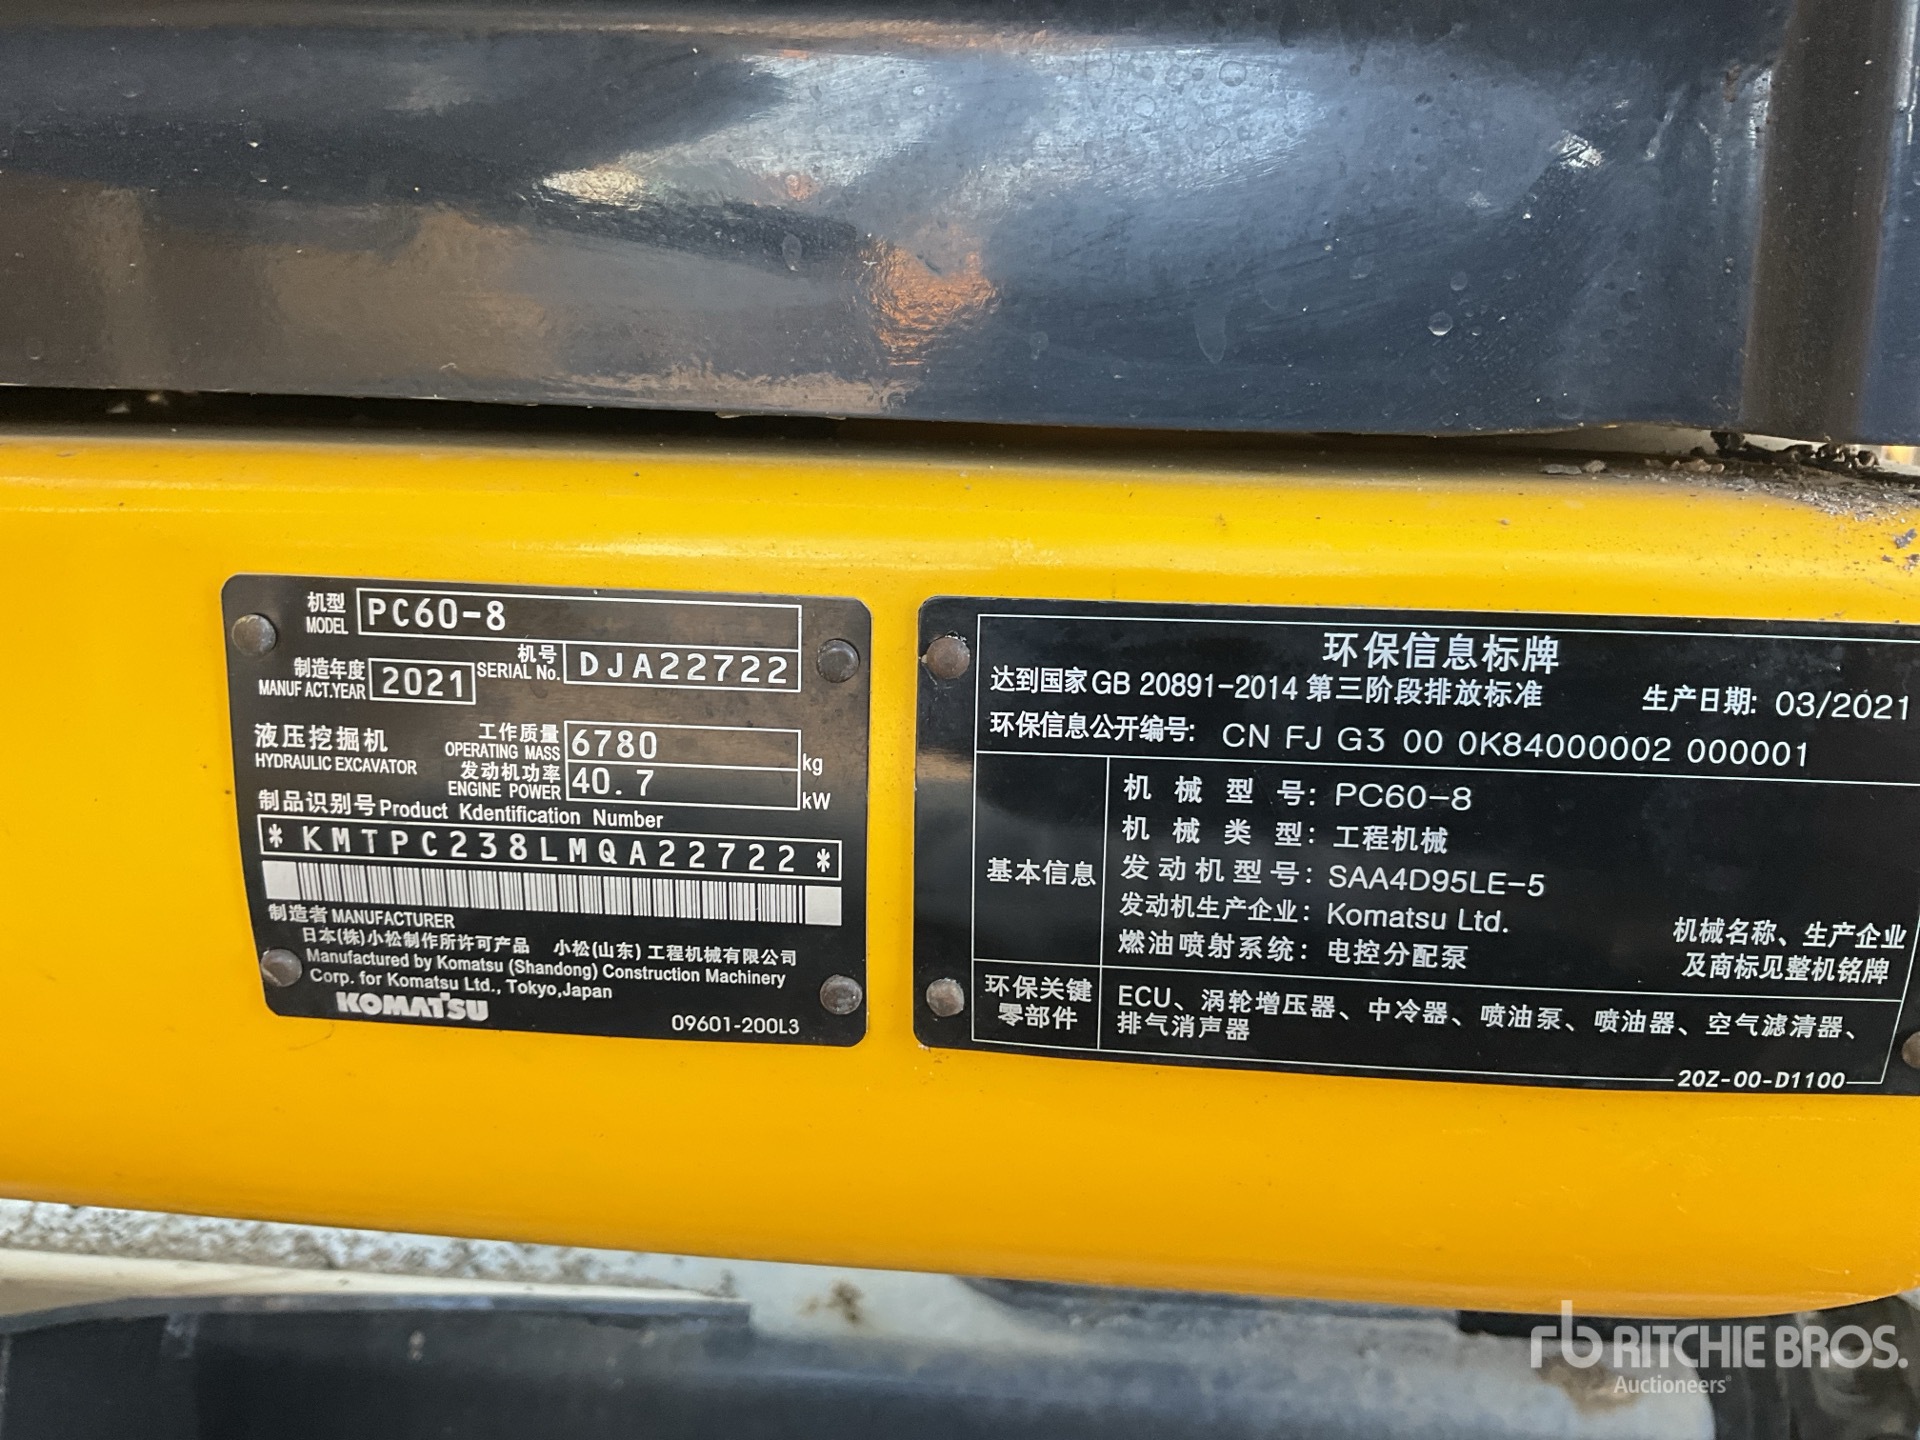 机型
MODEL
PC60-8
制造年度
MANUFACT.YEAR
2021
机号
SERIAL No.
DJA22722
液压挖掘机
HYDRAULIC EXCAVATOR
工作质量
OPERATING MASS
6780
kg
发动机功率
ENGINE POWER
40.7
kW
制品识别号 Product Kdentification Number
*KMTPC238LMQA22722*
制造者 MANUFACTURER
日本(株)小松制作所许可产品 小松(山东)工程机械有限公司
Manufactured by Komatsu (Shandong) Construction Machinery
Corp. for Komatsu Ltd., Tokyo,Japan
KOMATSU
09601-200L3
环保信息标牌
达到国家GB 20891-2014 第三阶段排放标准 生产日期: 03/2021
环保信息公开编号: CN FJ G3 00 0K84000002 000001
基本信息
机械型号: PC60-8
机械类型: 工程机械
发动机型号: SAA4D95LE-5
发动机生产企业: Komatsu Ltd.
燃油喷射系统: 电控分配泵
机械名称、生产企业
及商标见整机铭牌
环保关键
零部件
ECU、涡轮增压器、中冷器、喷油泵、喷油器、空气滤清器、
排气消声器
20Z-00-D1100
rb RITCHIE BROS.
Auctioneers